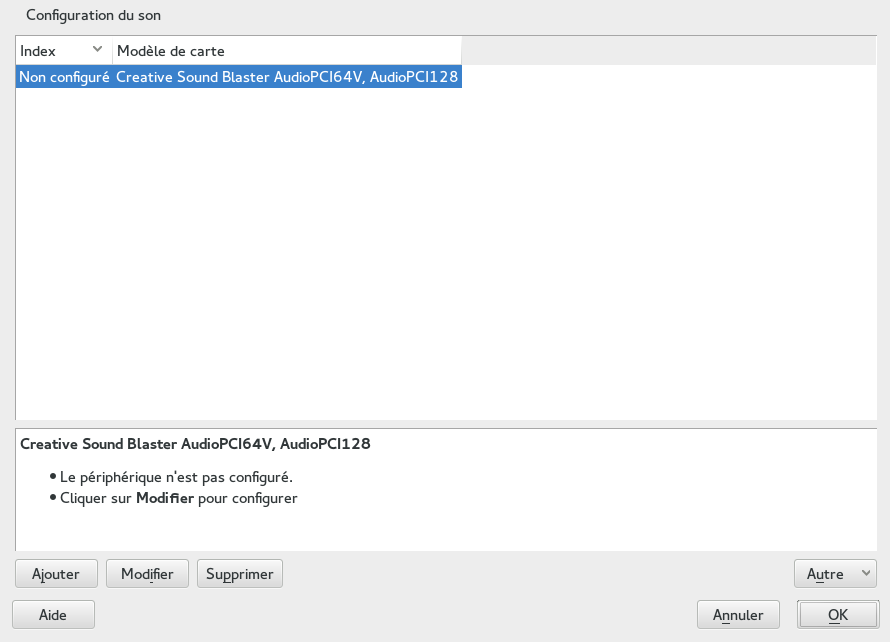 Configuration du son
Index Modèle de carte
Non configuré Creative Sound Blaster AudioPCI64V, AudioPCI128
Creative Sound Blaster AudioPCI64V, AudioPCI128
• Le périphérique n'est pas configuré.
• Cliquer sur Modifier pour configurer
Ajouter Modifier Supprimer Autre
Aide Annuler OK